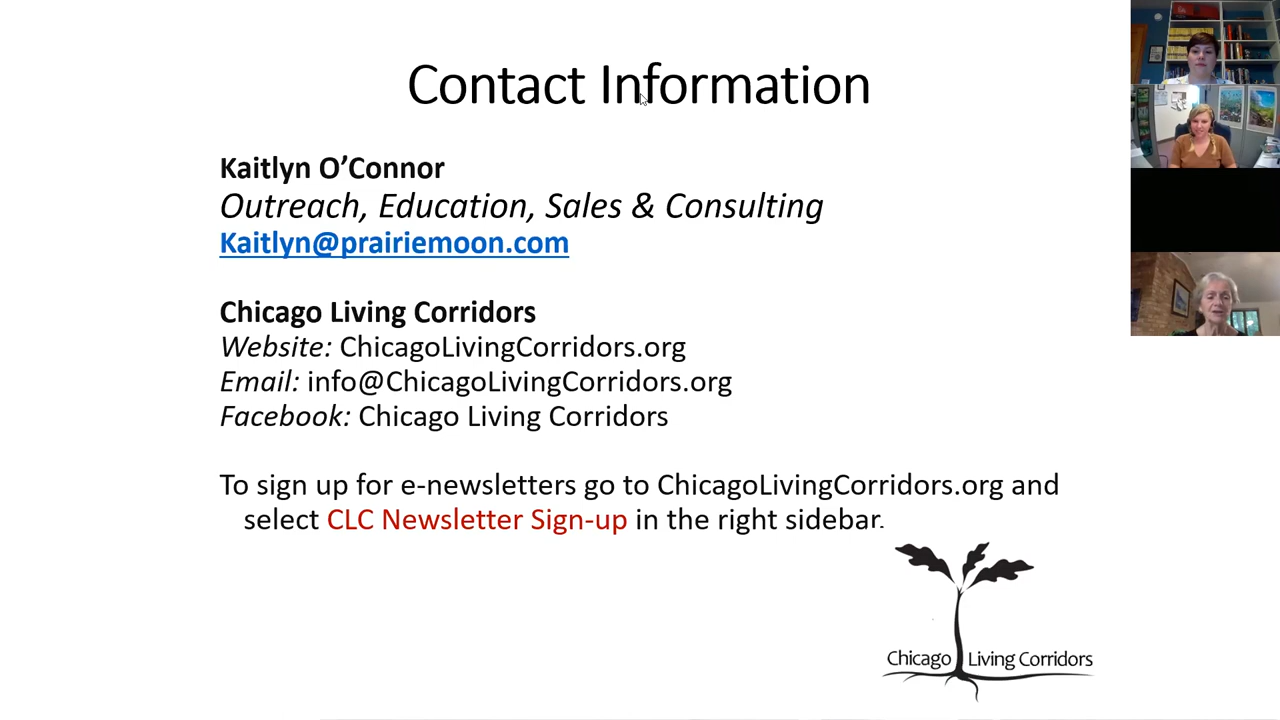 Contact Information
Kaitlyn O’Connor
Outreach, Education, Sales & Consulting
Kaitlyn@prairiemoon.com
Chicago Living Corridors
Website: ChicagoLivingCorridors.org
Email: info@ChicagoLivingCorridors.org
Facebook: Chicago Living Corridors
To sign up for e-newsletters go to ChicagoLivingCorridors.org and
select CLC Newsletter Sign-up in the right sidebar.
Chicago Living Corridors